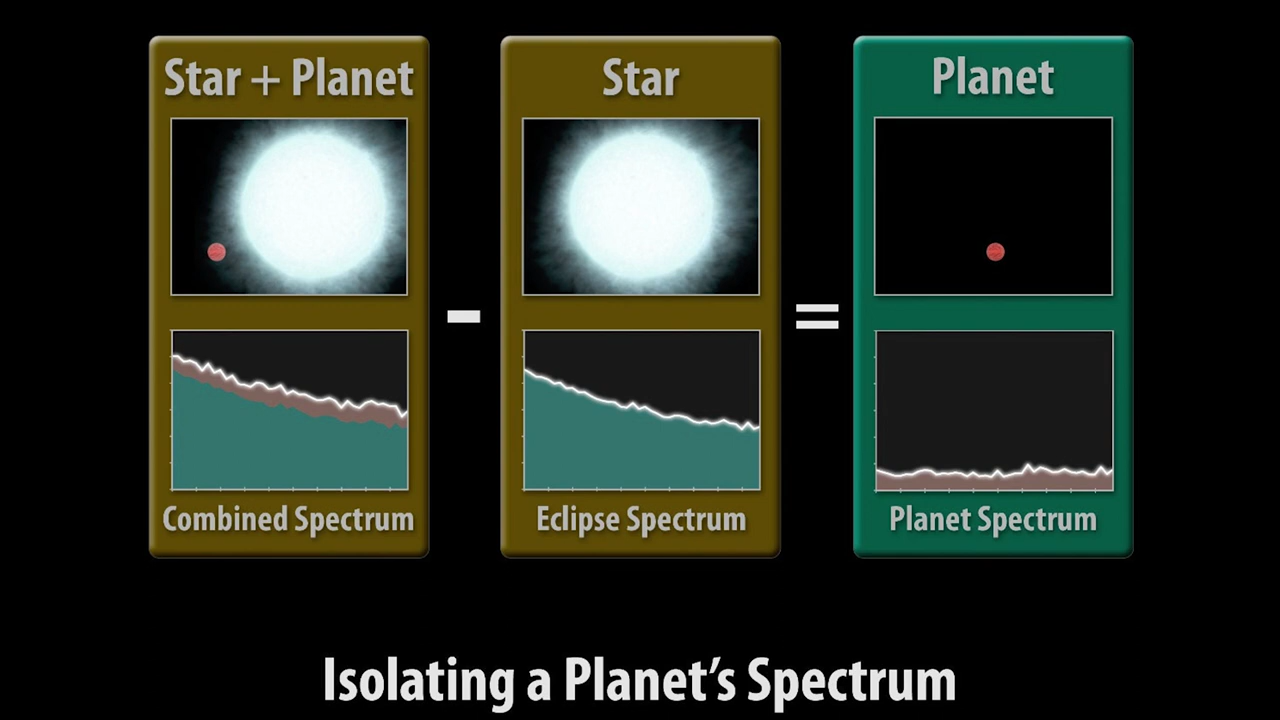 Star + Planet
Star
Planet
-
=
Combined Spectrum
Eclipse Spectrum
Planet Spectrum
Isolating a Planet’s Spectrum